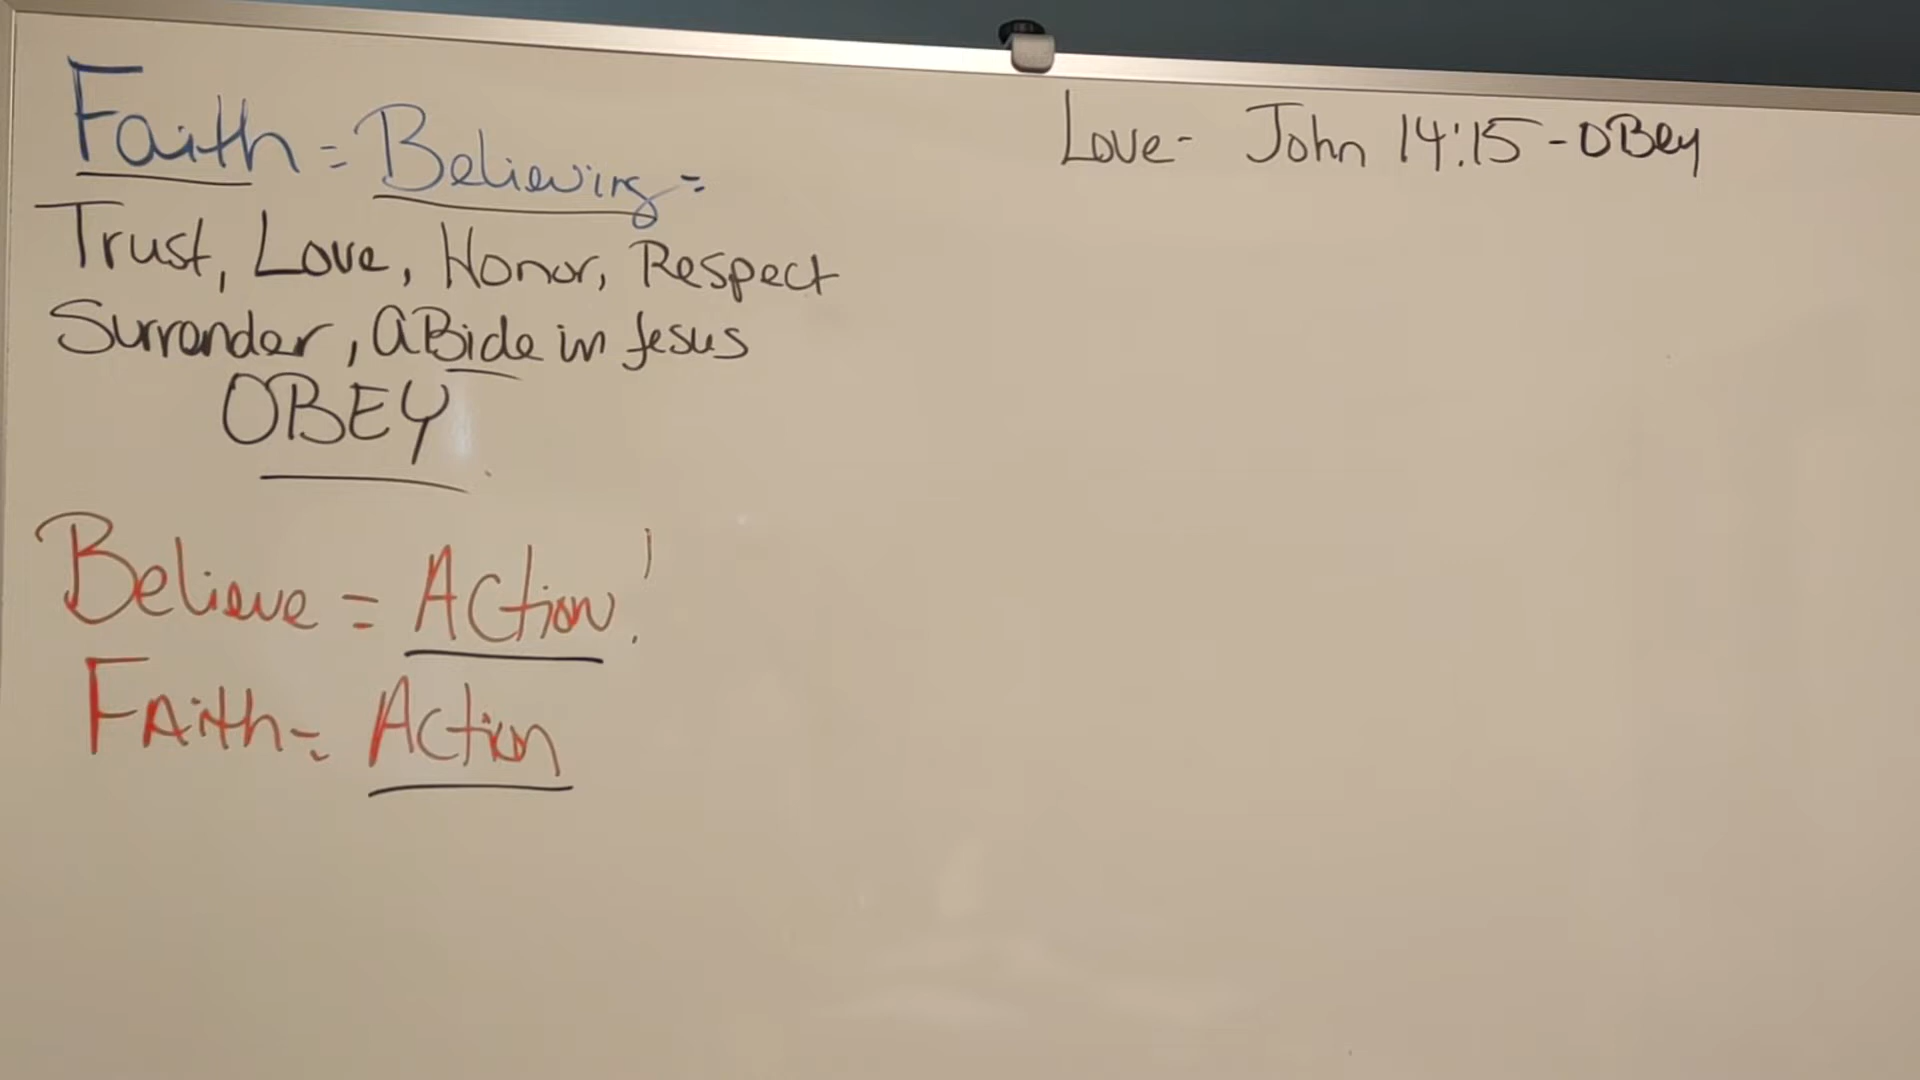 Faith = Believing =
Trust, Love, Honor, Respect
Surrender, aBide in Jesus
OBEY
Believe = Action!
FAith = Action
Love - John 14:15 - OBey